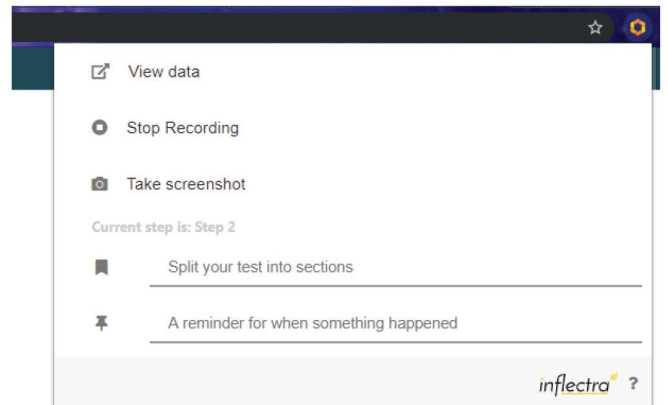 View data
Stop Recording
Take screenshot
Current step is: Step 2
Split your test into sections
A reminder for when something happened
inflectra ?